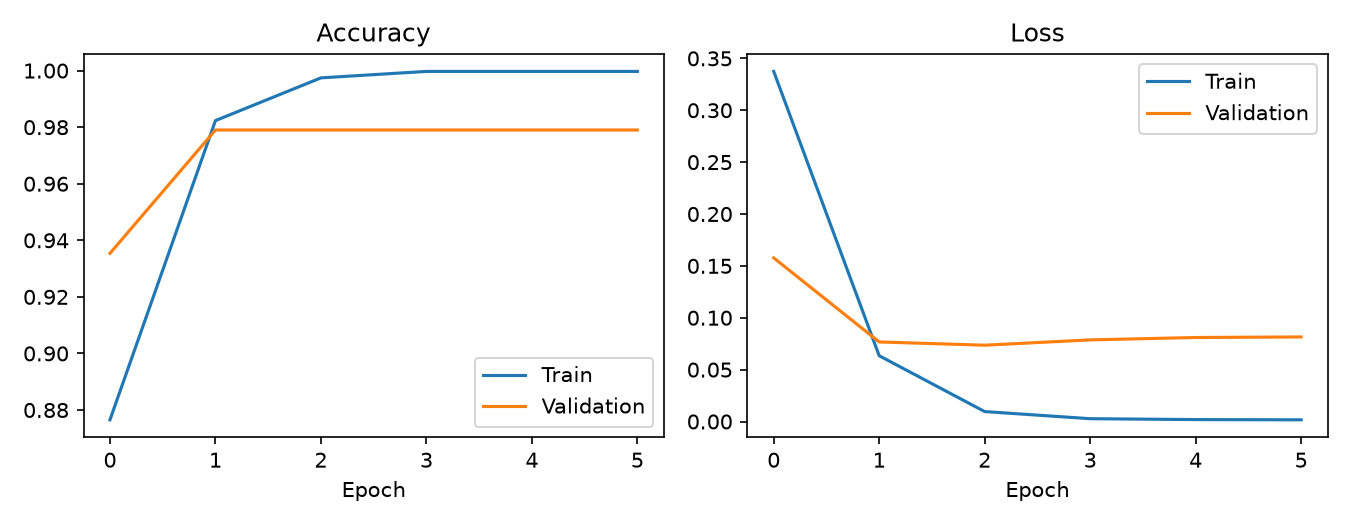 Accuracy
1.00
0.98
0.96
0.94
0.92
0.90
0.88
Train
Validation
0 1 2 3 4 5
Epoch
Loss
0.35
0.30
0.25
0.20
0.15
0.10
0.05
0.00
Train
Validation
0 1 2 3 4 5
Epoch